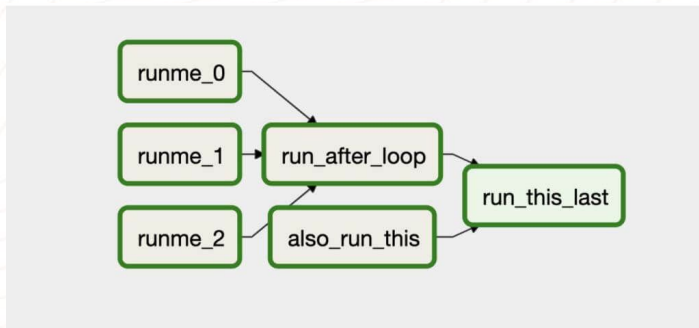 runme_0
runme_1
run_after_loop
run_this_last
runme_2
also_run_this